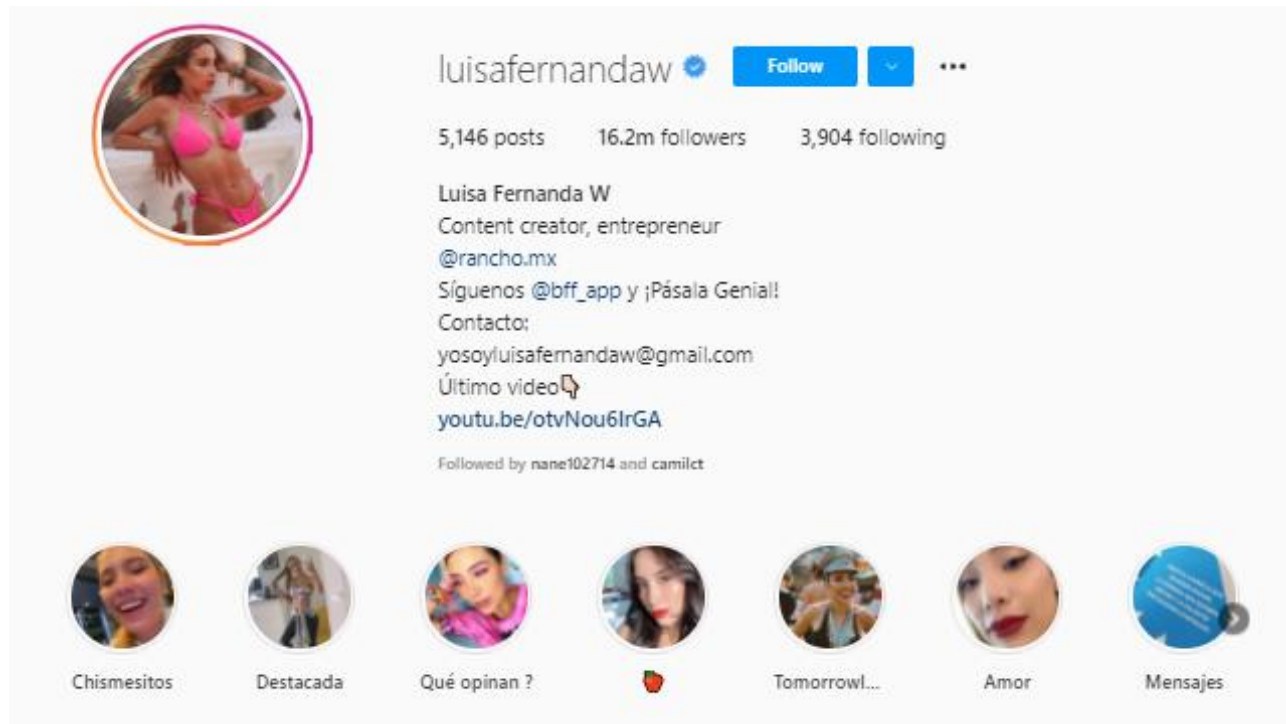 luisafernandaw Follow
5,146 posts 16.2m followers 3,904 following
Luisa Fernanda W
Content creator, entrepreneur
@rancho.mx
Síguenos @bff_app y ¡Pásala Genial!
Contacto:
yosoyluisafernandaw@gmail.com
Último video👇🏻
youtu.be/otvNou6IrGA
Followed by nane102714 and camilct
Chismesitos Destacada Qué opinan ? 🍎 Tomorrowl... Amor Mensajes